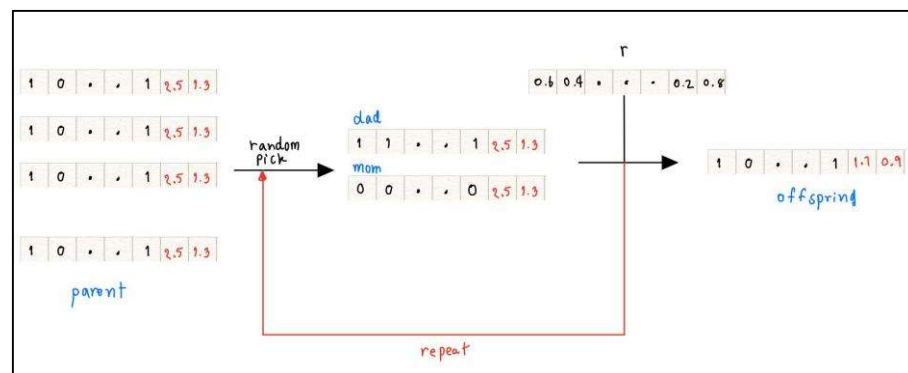 1 0 . . 1 2.5 1.3
1 0 . . 1 2.5 1.3
1 0 . . 1 2.5 1.3
1 0 . . 1 2.5 1.3
parent
random
pick
dad
1 1 . . 1 2.5 1.3
mom
0 0 . . 0 2.5 1.3
r
0.6 0.4 . . . 0.2 0.8
1 0 . . 1 1.7 0.9
offspring
repeat